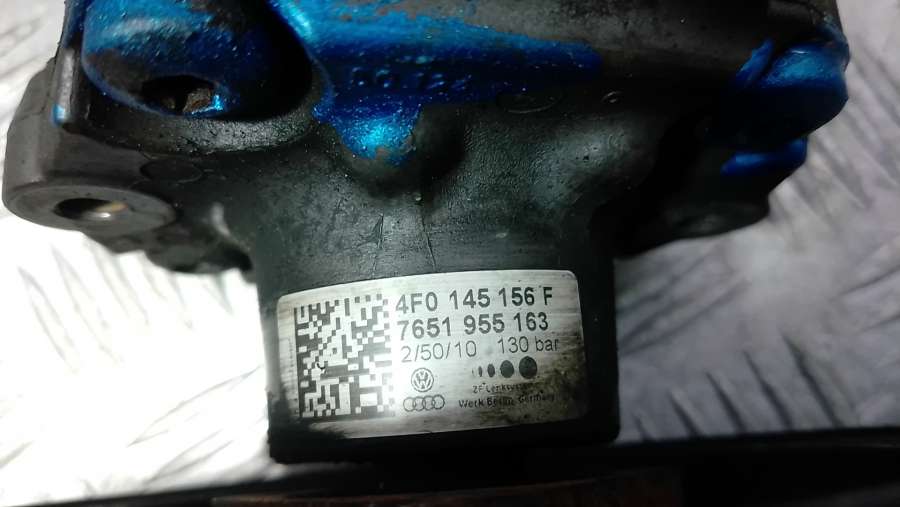 4F0 145 156 F
7651 955 163
2/50/10 130 bar
ZF Lenksysteme
Werk Berlin, Germany